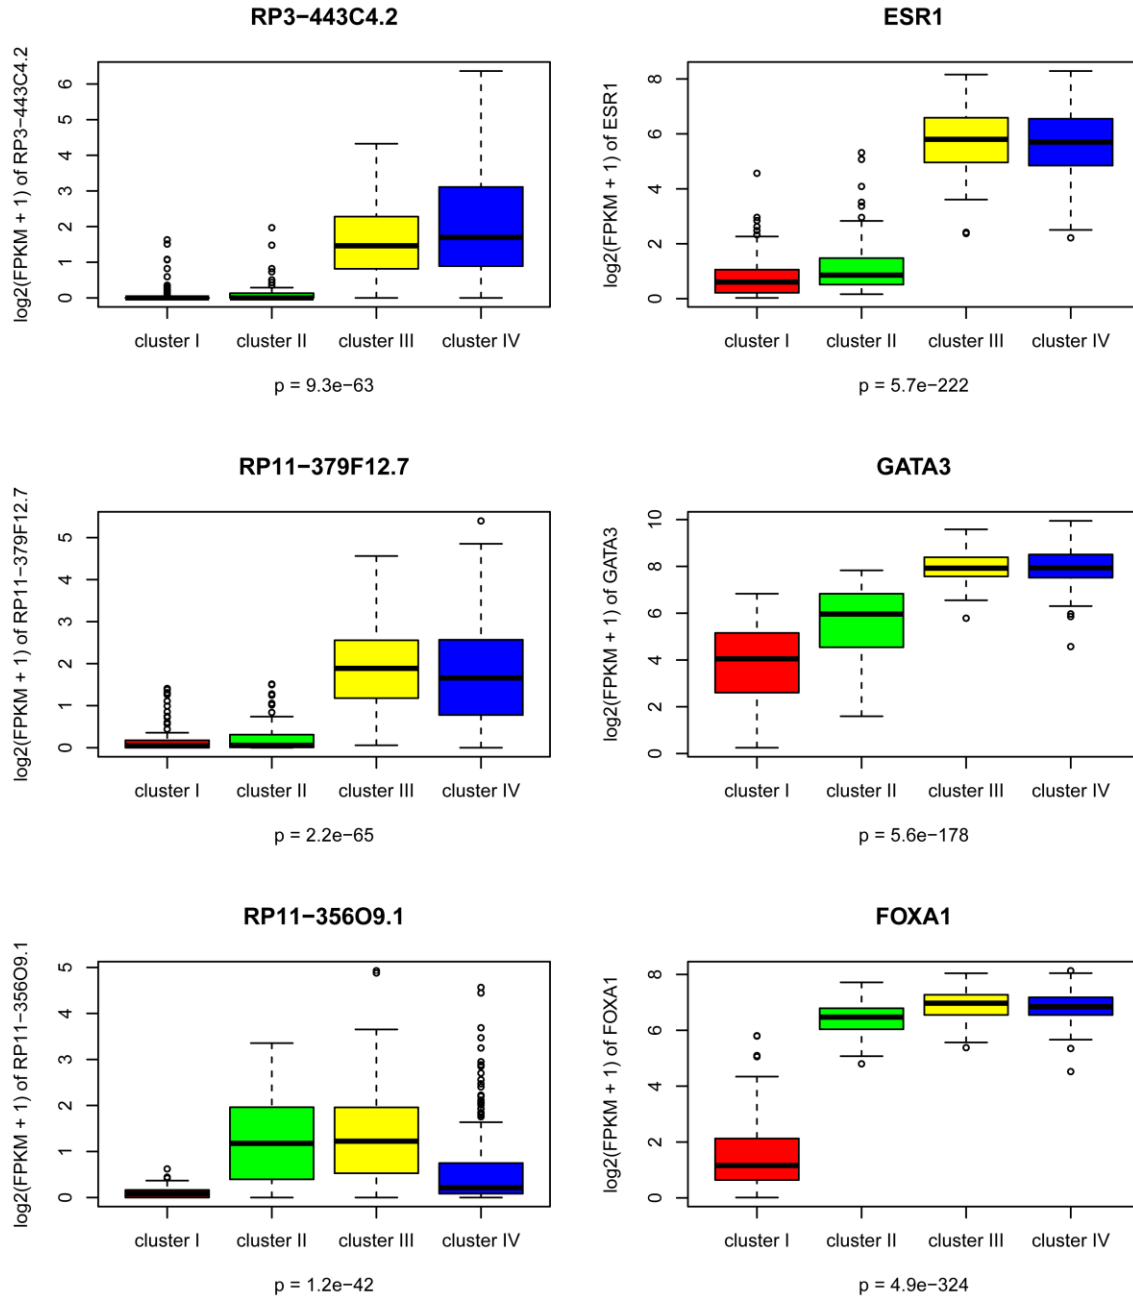 RP3−443C4.2
log2(FPKM + 1) of RP3−443C4.2
6
5
4
3
2
1
0
cluster I cluster II cluster III cluster IV
p = 9.3e−63
ESR1
log2(FPKM + 1) of ESR1
8
6
4
2
0
cluster I cluster II cluster III cluster IV
p = 5.7e−222
RP11−379F12.7
log2(FPKM + 1) of RP11−379F12.7
5
4
3
2
1
0
cluster I cluster II cluster III cluster IV
p = 2.2e−65
GATA3
log2(FPKM + 1) of GATA3
10
8
6
4
2
0
cluster I cluster II cluster III cluster IV
p = 5.6e−178
RP11−356O9.1
log2(FPKM + 1) of RP11−356O9.1
5
4
3
2
1
0
cluster I cluster II cluster III cluster IV
p = 1.2e−42
FOXA1
log2(FPKM + 1) of FOXA1
8
6
4
2
0
cluster I cluster II cluster III cluster IV
p = 4.9e−324